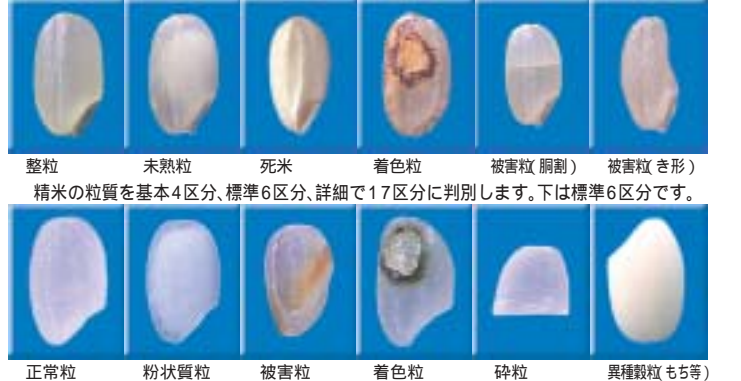 整粒 未熟粒 死米 着色粒 被害粒(胴割) 被害粒(き形)
精米の粒質を基本4区分、標準6区分、詳細で17区分に判別します。下は標準6区分です。
正常粒 粉状質粒 被害粒 着色粒 砕粒 異種穀粒(もち等)